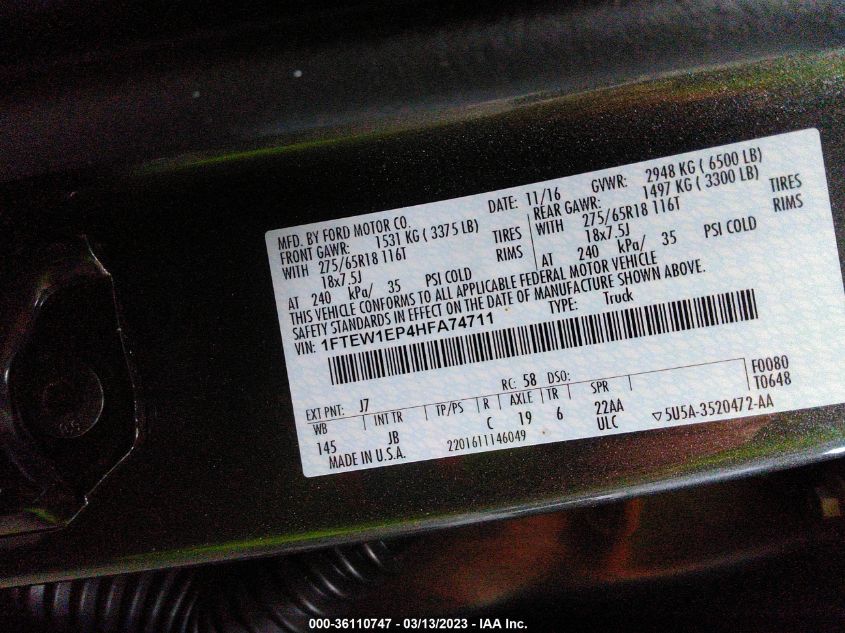 MFD. BY FORD MOTOR CO. DATE: 11/16 GVWR: 2948 KG ( 6500 LB)
FRONT GAWR: 1531 KG ( 3375 LB) REAR GAWR: 1497 KG ( 3300 LB)
WITH 275/65R18 116T TIRES WITH 275/65R18 116T TIRES
18x7.5J RIMS 18x7.5J RIMS
AT 240 kPa/ 35 PSI COLD AT 240 kPa/ 35 PSI COLD
THIS VEHICLE CONFORMS TO ALL APPLICABLE FEDERAL MOTOR VEHICLE
SAFETY STANDARDS IN EFFECT ON THE DATE OF MANUFACTURE SHOWN ABOVE.
VIN: 1FTEW1EP4HFA74711 TYPE: Truck
F0080
T0648
EXT PNT: J7 RC: 58 DSO:
WB INT TR TP/PS R AXLE TR SPR
145 JB C 19 6 22AA
ULC
▽5U5A-3520472-AA
MADE IN U.S.A. 2201611146049
000-36110747 - 03/13/2023 - IAA Inc.